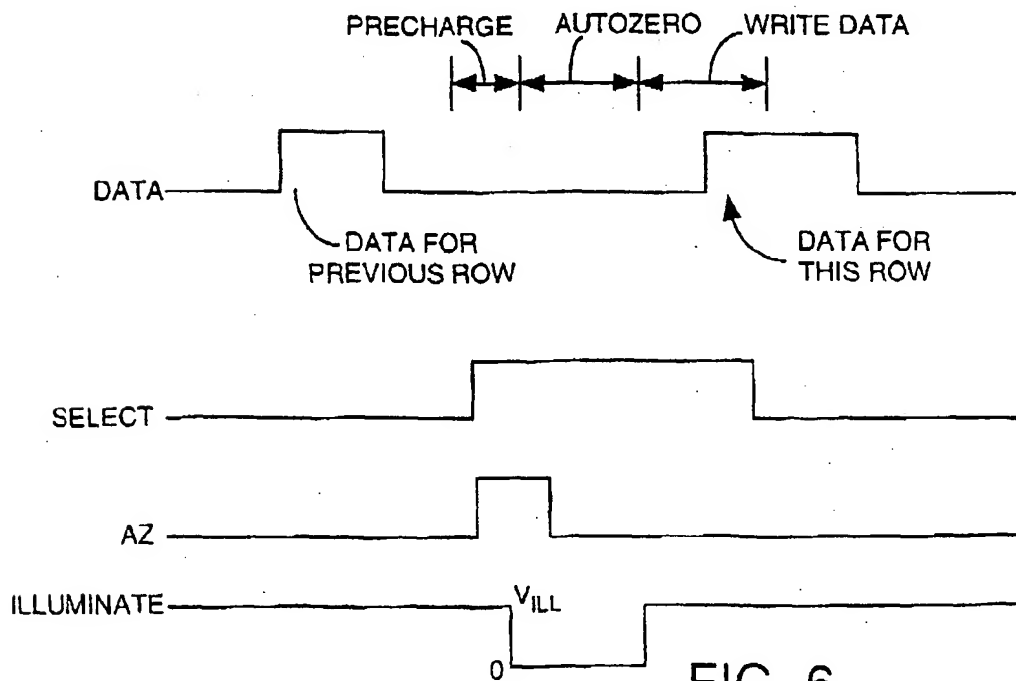 PRECHARGE AUTOZERO WRITE DATA
DATA
DATA FOR
PREVIOUS ROW
DATA FOR
THIS ROW
SELECT
AZ
ILLUMINATE
VILL
0